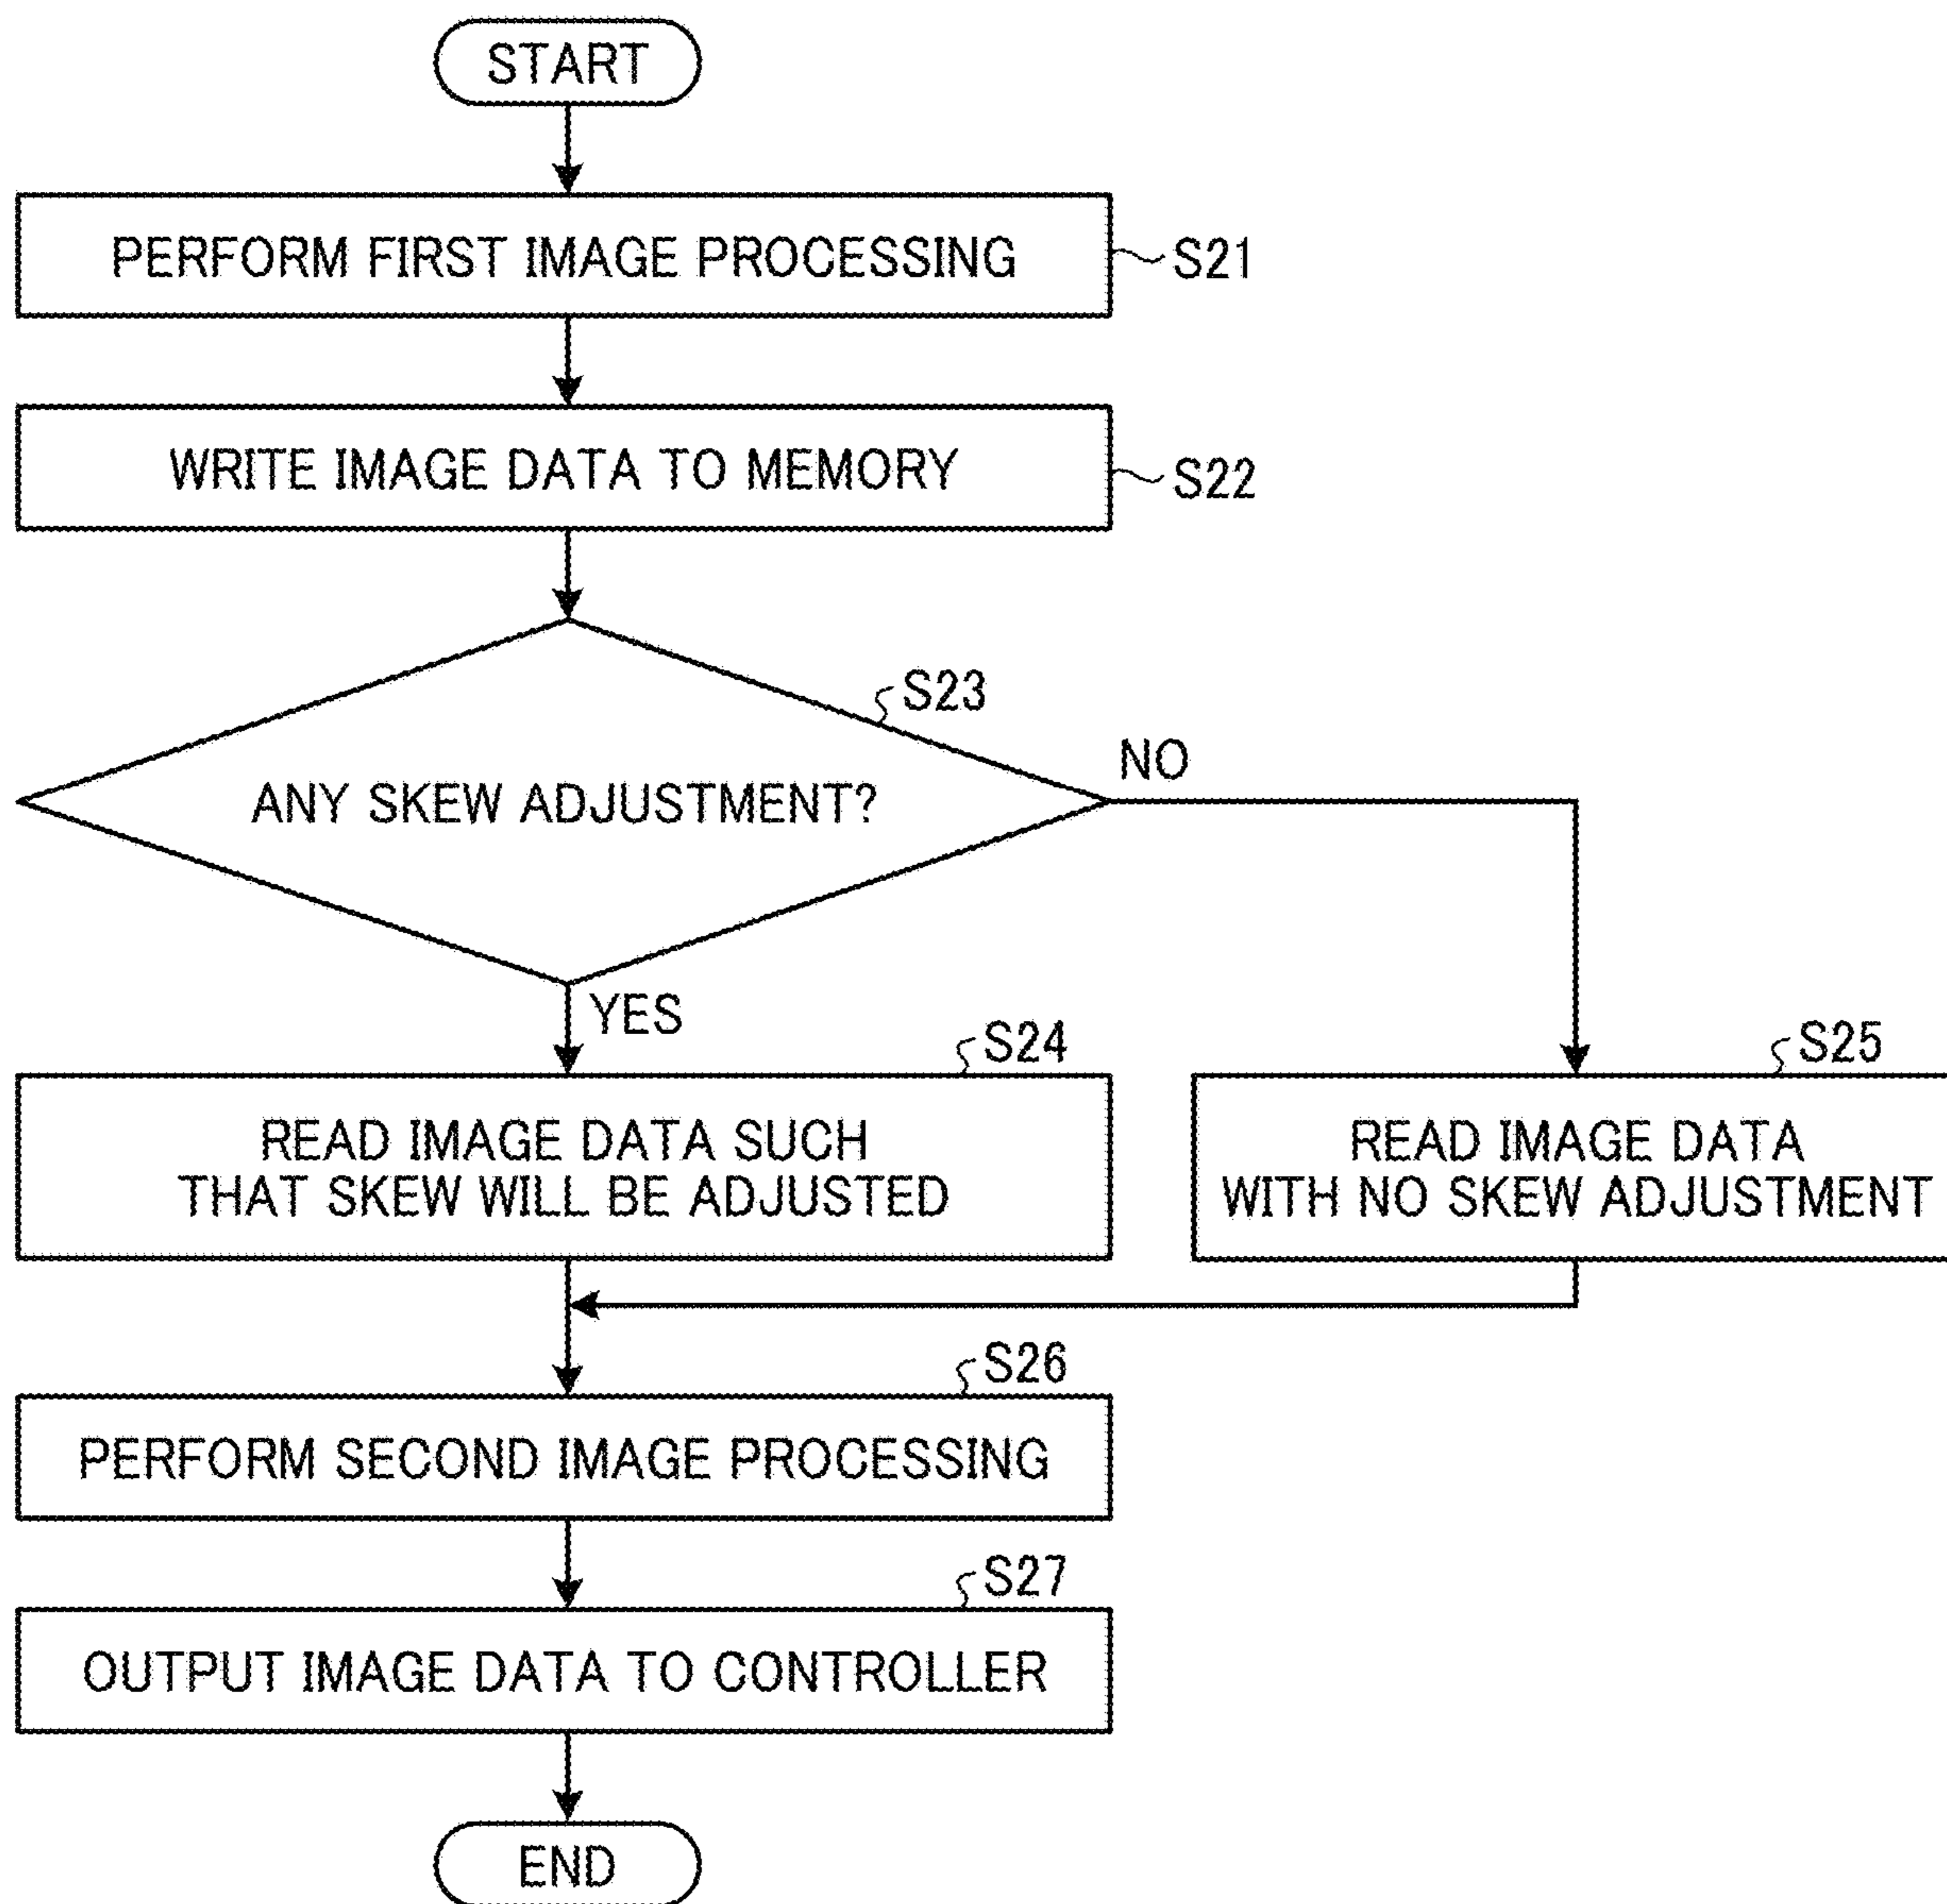 START
PERFORM FIRST IMAGE PROCESSING
S21
WRITE IMAGE DATA TO MEMORY
S22
S23
ANY SKEW ADJUSTMENT?
NO
YES
S24
READ IMAGE DATA SUCH
THAT SKEW WILL BE ADJUSTED
S25
READ IMAGE DATA
WITH NO SKEW ADJUSTMENT
S26
PERFORM SECOND IMAGE PROCESSING
S27
OUTPUT IMAGE DATA TO CONTROLLER
END